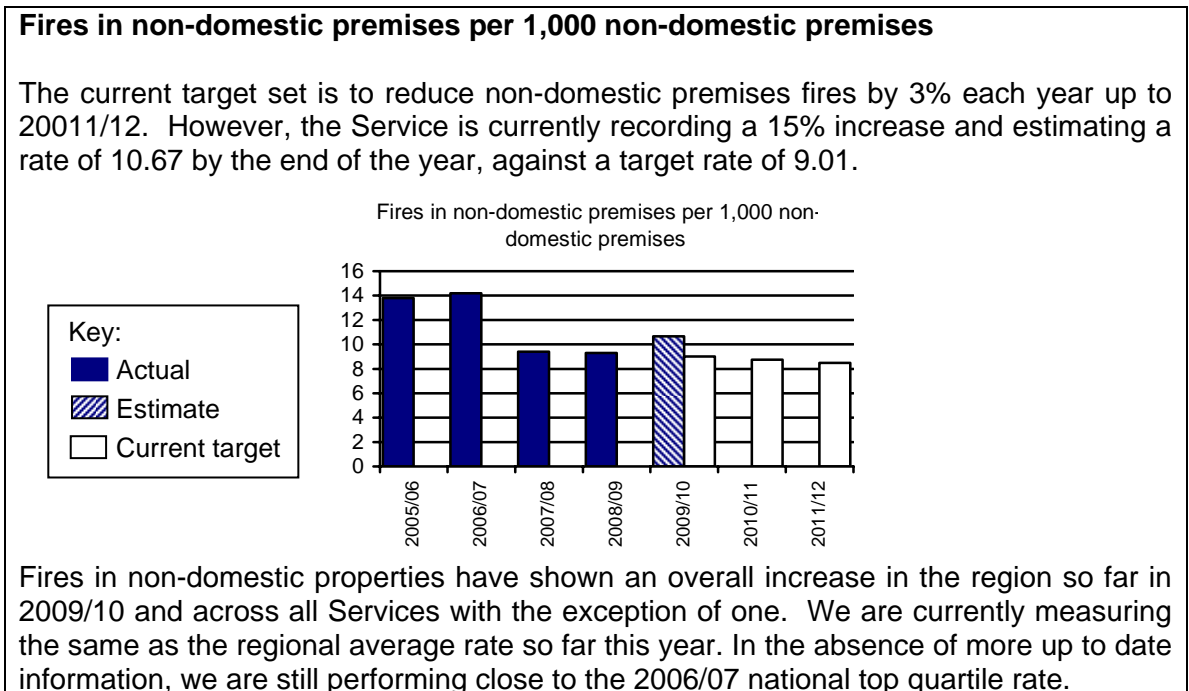 Fires in non-domestic premises per 1,000 non-domestic premises
The current target set is to reduce non-domestic premises fires by 3% each year up to
20011/12. However, the Service is currently recording a 15% increase and estimating a
rate of 10.67 by the end of the year, against a target rate of 9.01.
Fires in non-domestic premises per 1,000 non-
domestic premises
Key:
Actual
Estimate
Current target
16
14
12
10
8
6
4
2
0
2005/06
2006/07
2007/08
2008/09
2009/10
2010/11
2011/12
Fires in non-domestic properties have shown an overall increase in the region so far in
2009/10 and across all Services with the exception of one. We are currently measuring
the same as the regional average rate so far this year. In the absence of more up to date
information, we are still performing close to the 2006/07 national top quartile rate.